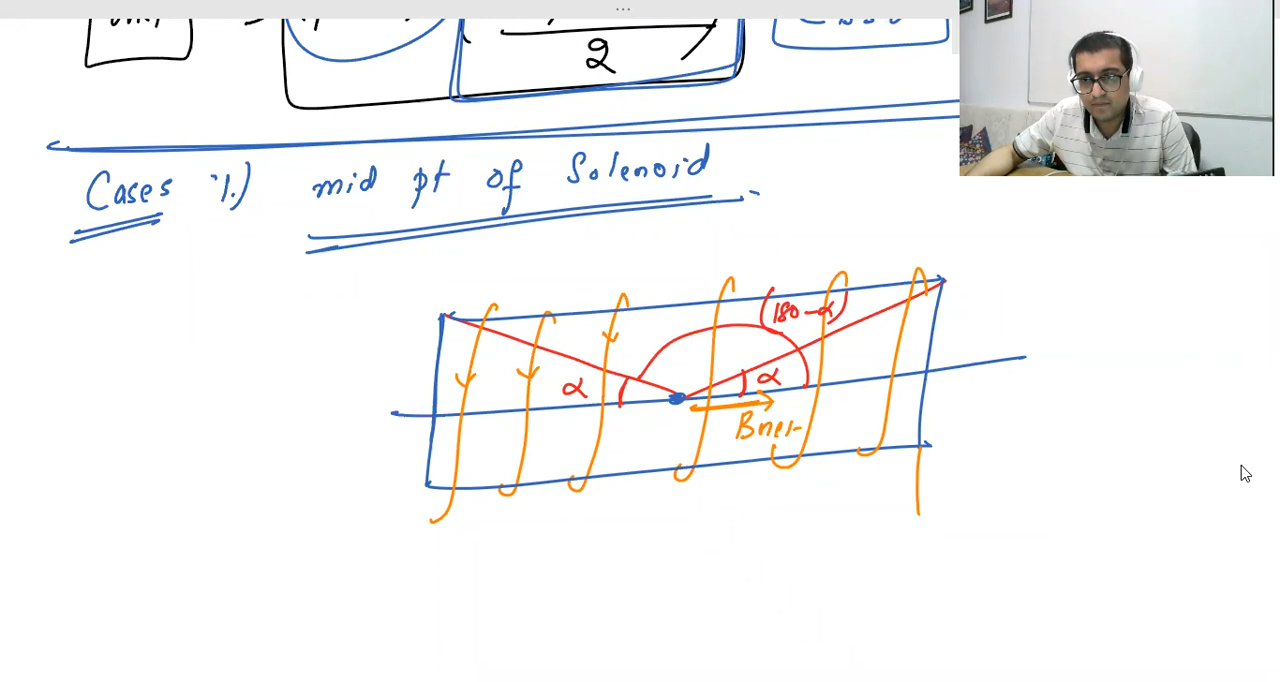 2
Cases 1.) mid pt of Solenoid
(180-α)
α
α
Bnet